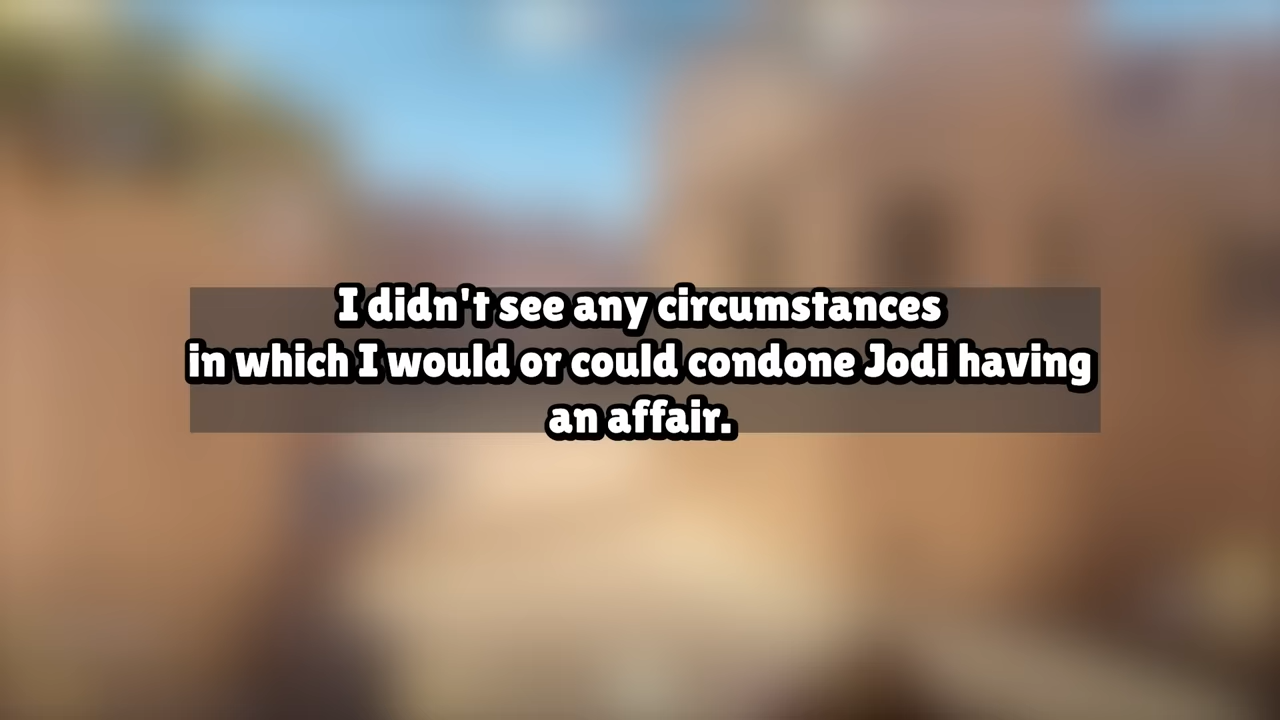 I didn't see any circumstances
in which I would or could condone Jodi having
an affair.